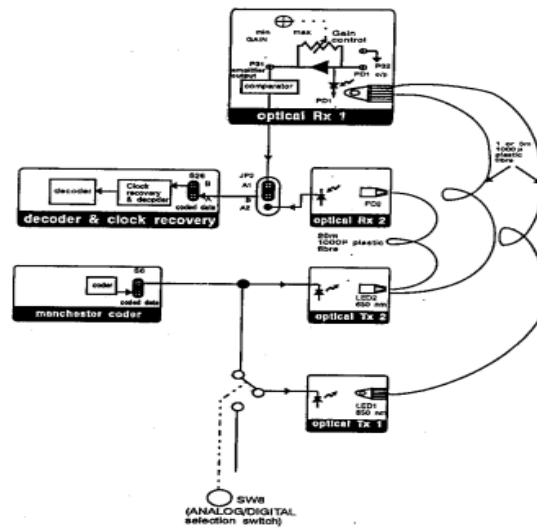 min
GAIN
max
Gain
control
P31
amplifier
output
comparator
PD1
PD1
P32
o/p
optical Rx 1
1 or 5m
1000µ
plastic
fibre
decoder
Clock
recovery &
decoder
S26
B
A
coded data
JP2
A1
B
A2
decoder & clock recovery
PD2
optical Rx 2
20m
1000µ plastic
fibre
coder
S6
coded data
manchester coder
LED2
650 nm
optical Tx 2
LED1
850 nm
optical Tx 1
SW8
(ANALOG/DIGITAL
selection switch)